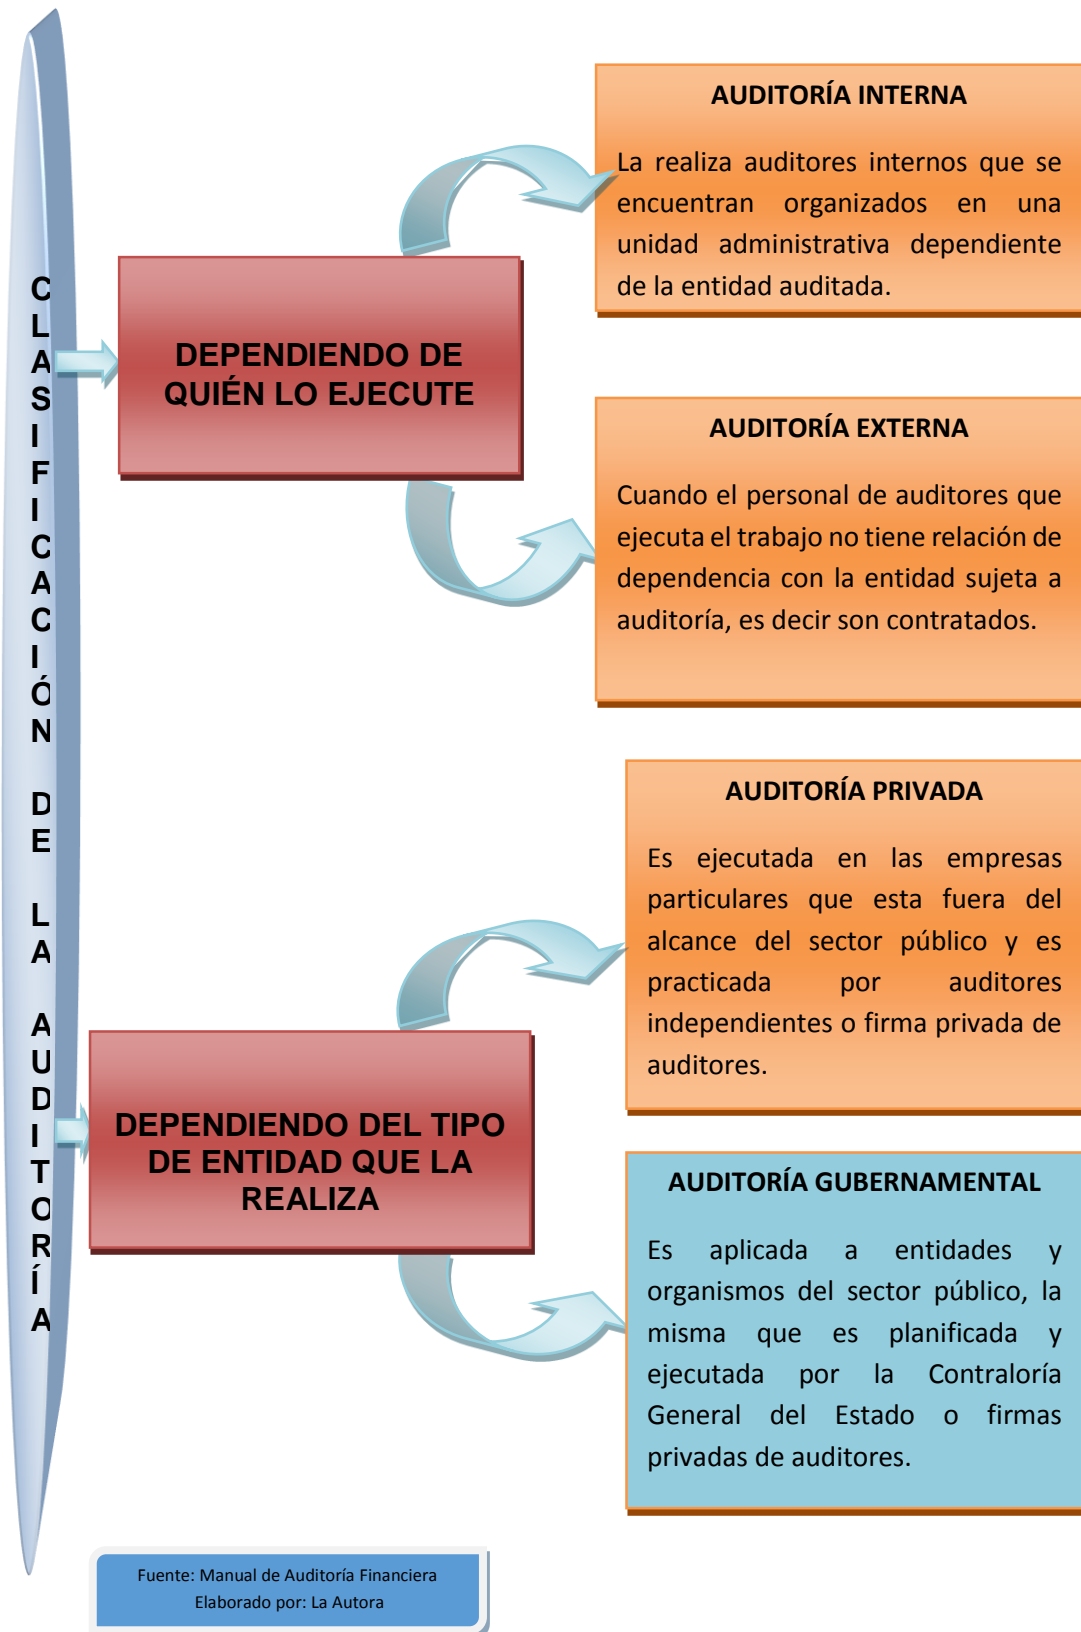 CLASIFICACIÓN DE LA AUDITORÍA
DEPENDIENDO DE
QUIÉN LO EJECUTE
AUDITORÍA INTERNA
La realiza auditores internos que se
encuentran organizados en una
unidad administrativa dependiente
de la entidad auditada.
AUDITORÍA EXTERNA
Cuando el personal de auditores que
ejecuta el trabajo no tiene relación de
dependencia con la entidad sujeta a
auditoría, es decir son contratados.
DEPENDIENDO DEL TIPO
DE ENTIDAD QUE LA
REALIZA
AUDITORÍA PRIVADA
Es ejecutada en las empresas
particulares que esta fuera del
alcance del sector público y es
practicada por auditores
independientes o firma privada de
auditores.
AUDITORÍA GUBERNAMENTAL
Es aplicada a entidades y
organismos del sector público, la
misma que es planificada y
ejecutada por la Contraloría
General del Estado o firmas
privadas de auditores.
Fuente: Manual de Auditoría Financiera
Elaborado por: La Autora